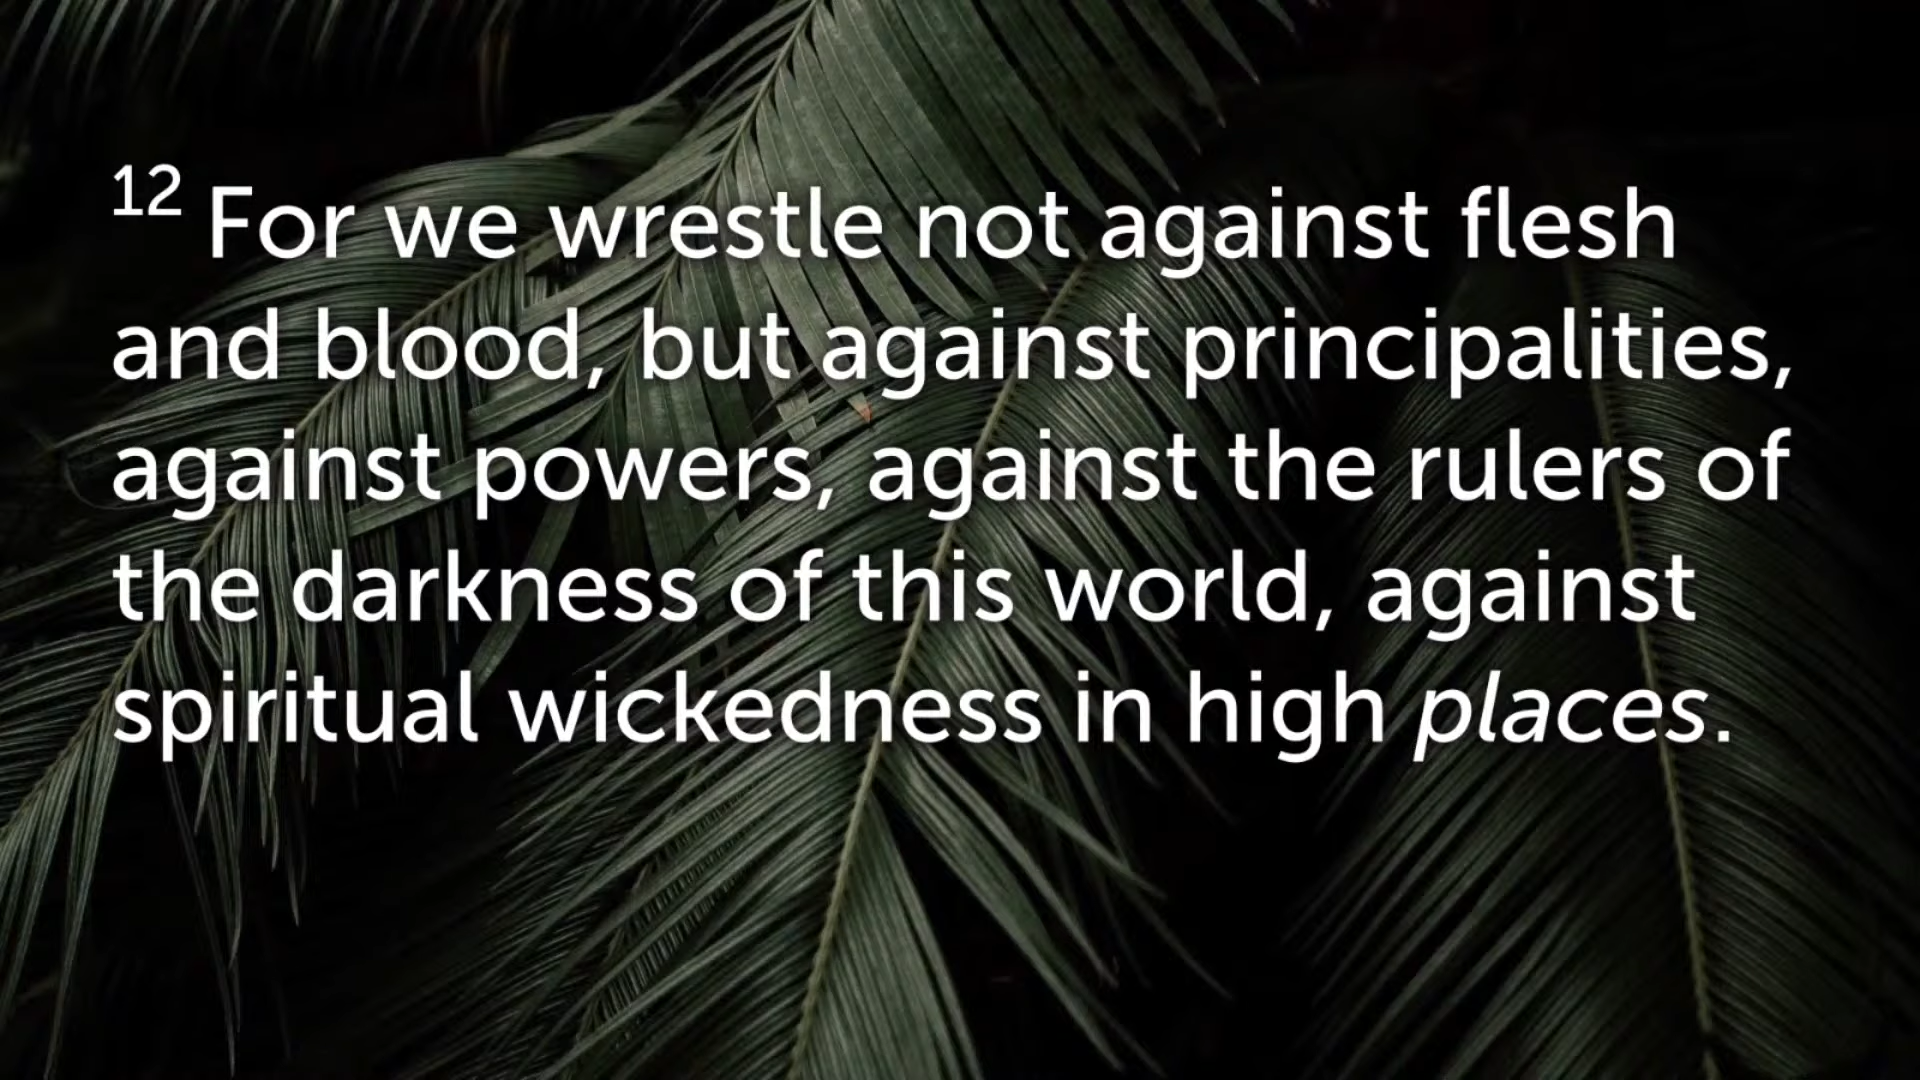 12 For we wrestle not against flesh
and blood, but against principalities,
against powers, against the rulers of
the darkness of this world, against
spiritual wickedness in high places.